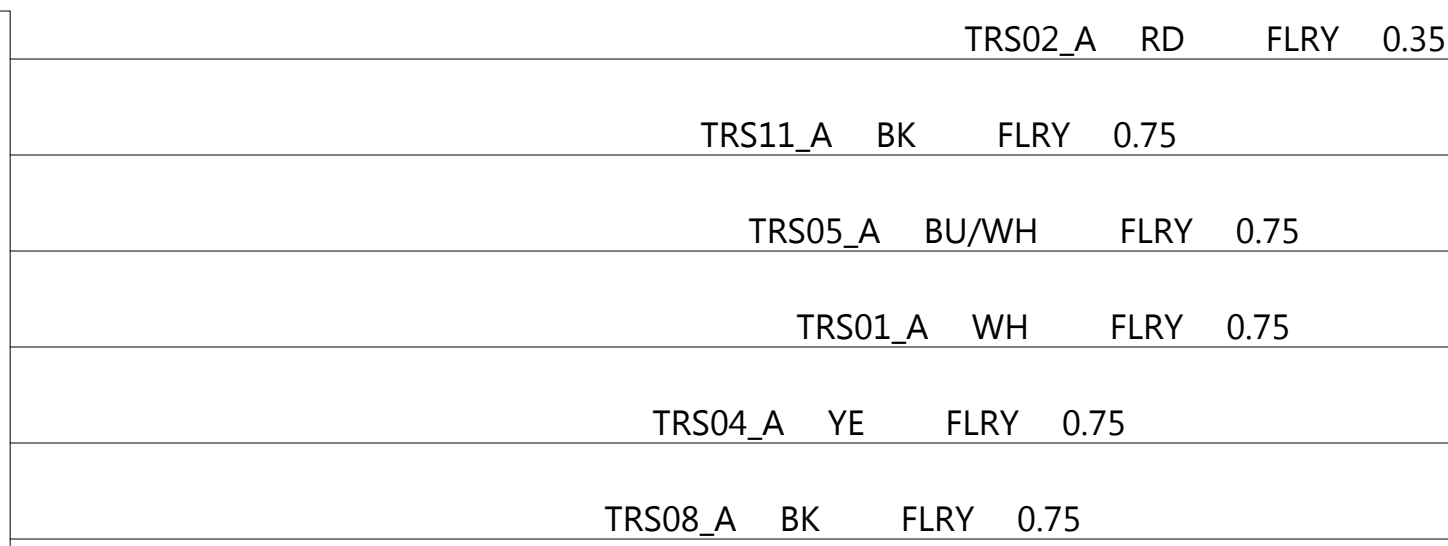 TRS02_A RD FLRY 0.35
TRS11_A BK FLRY 0.75
TRS05_A BU/WH FLRY 0.75
TRS01_A WH FLRY 0.75
TRS04_A YE FLRY 0.75
TRS08_A BK FLRY 0.75